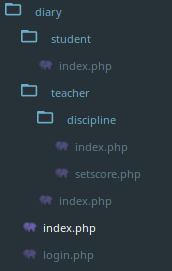 diary
student
index.php
teacher
discipline
index.php
setscore.php
index.php
index.php
login.php